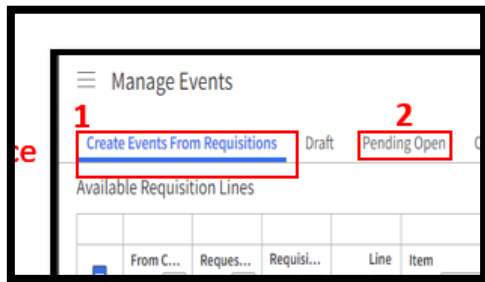 Manage Events
1 2
ce
Create Events From Requisitions Draft Pending Open
Available Requisition Lines
From C... Reques... Requisi... Line Item